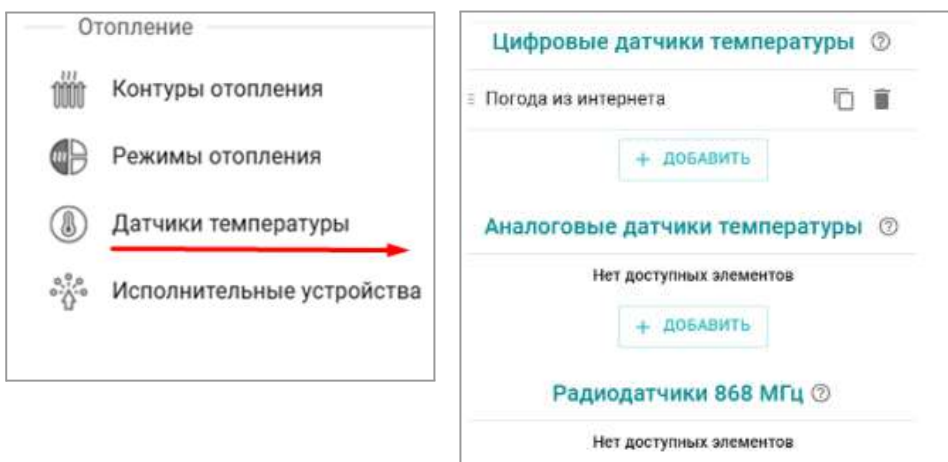 Отопление
Контуры отопления
Режимы отопления
Датчики температуры
Исполнительные устройства
Цифровые датчики температуры
Погода из интернета
+ ДОБАВИТЬ
Аналоговые датчики температуры
Нет доступных элементов
+ ДОБАВИТЬ
Радиодатчики 868 МГц
Нет доступных элементов